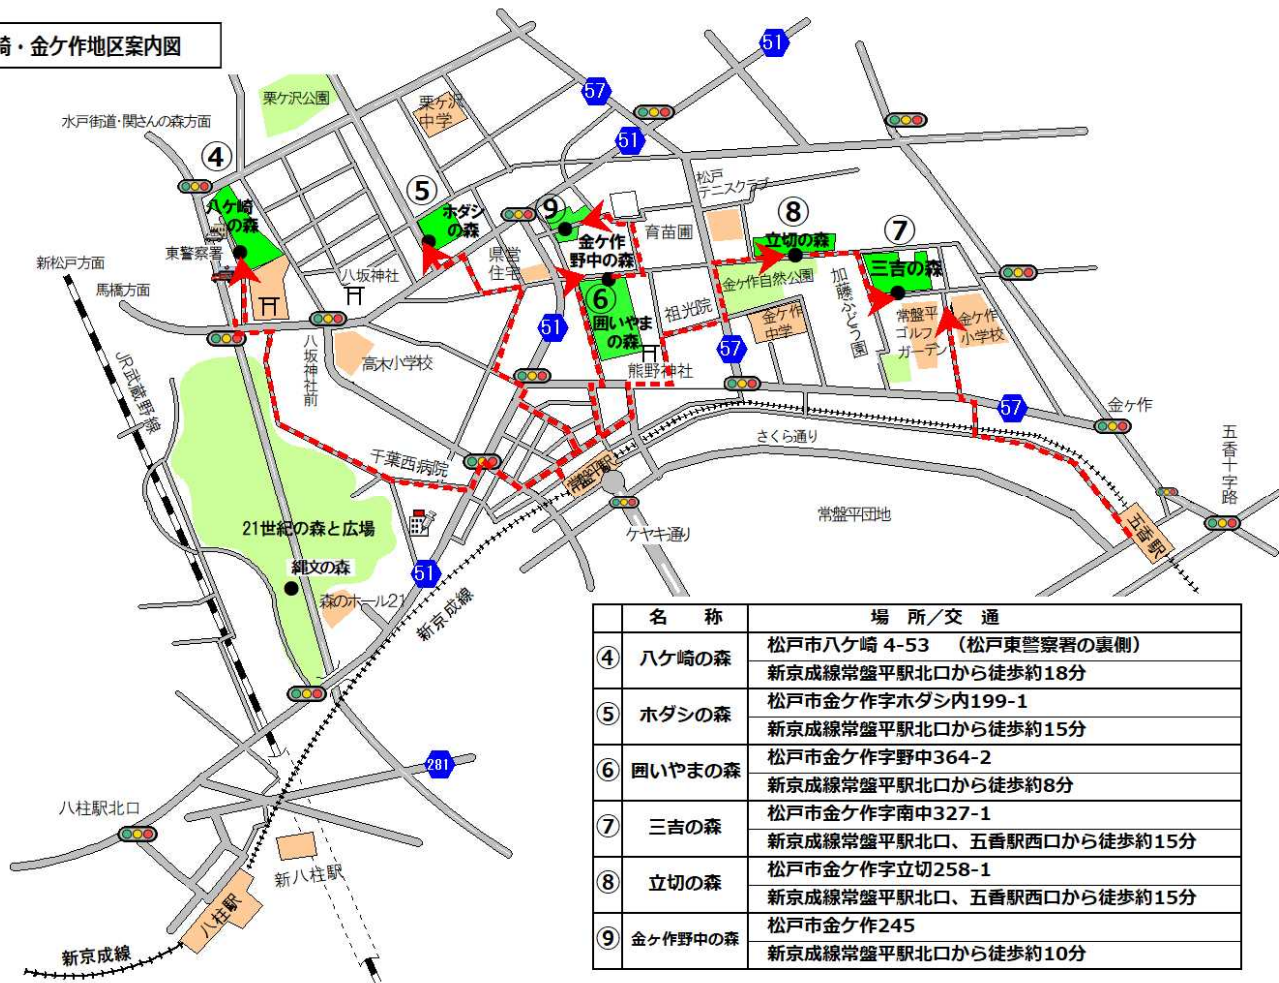 崎・金ケ作地区案内図
51
57
栗ケ沢公園
栗ケ沢
中学
水戸街道・関さんの森方面
51
④
松戸
テニスクラブ
⑤
⑨
⑧
⑦
八ケ崎
の森
ホダシ
の森
金ケ作
野中の森
育苗圃
立切の森
東警察署
県営
住宅
三吉の森
新松戸方面
八坂神社
金ケ作自然公園
加藤ぶどう園
馬橋方面
⑥
祖光院
金ケ作
中学
常盤平
ゴルフ
ガーデン
金ケ作
小学校
51
囲いやま
の森
57
JR武蔵野線
八坂神社前
高木小学校
熊野神社
57
金ヶ作
さくら通り
五香十字路
千葉西病院
常盤平駅
常盤平団地
21世紀の森と広場
ケヤキ通り
五香駅
縄文の森
51
森のホール21
新京成線
281
八柱駅北口
新八柱駅
八柱駅
新京成線
名 称 場 所／交 通
④ 八ケ崎の森 松戸市八ケ崎 4-53 （松戸東警察署の裏側）
新京成線常盤平駅北口から徒歩約18分
⑤ ホダシの森 松戸市金ケ作字ホダシ内199-1
新京成線常盤平駅北口から徒歩約15分
⑥ 囲いやまの森 松戸市金ケ作字野中364-2
新京成線常盤平駅北口から徒歩約8分
⑦ 三吉の森 松戸市金ケ作字南中327-1
新京成線常盤平駅北口、五香駅西口から徒歩約15分
⑧ 立切の森 松戸市金ケ作字立切258-1
新京成線常盤平駅北口、五香駅西口から徒歩約15分
⑨ 金ヶ作野中の森 松戸市金ケ作245
新京成線常盤平駅北口から徒歩約10分